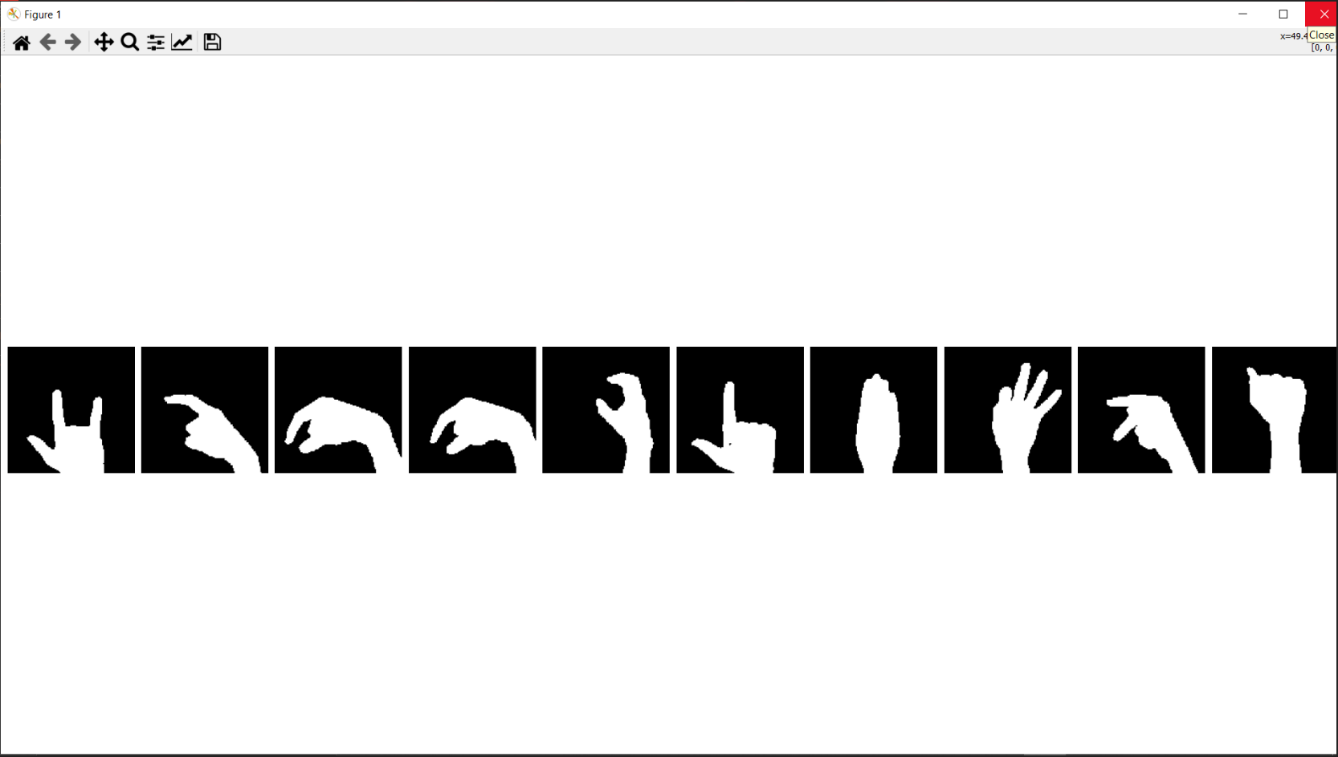 Figure 1
x=49.4
Close
[0, 0,